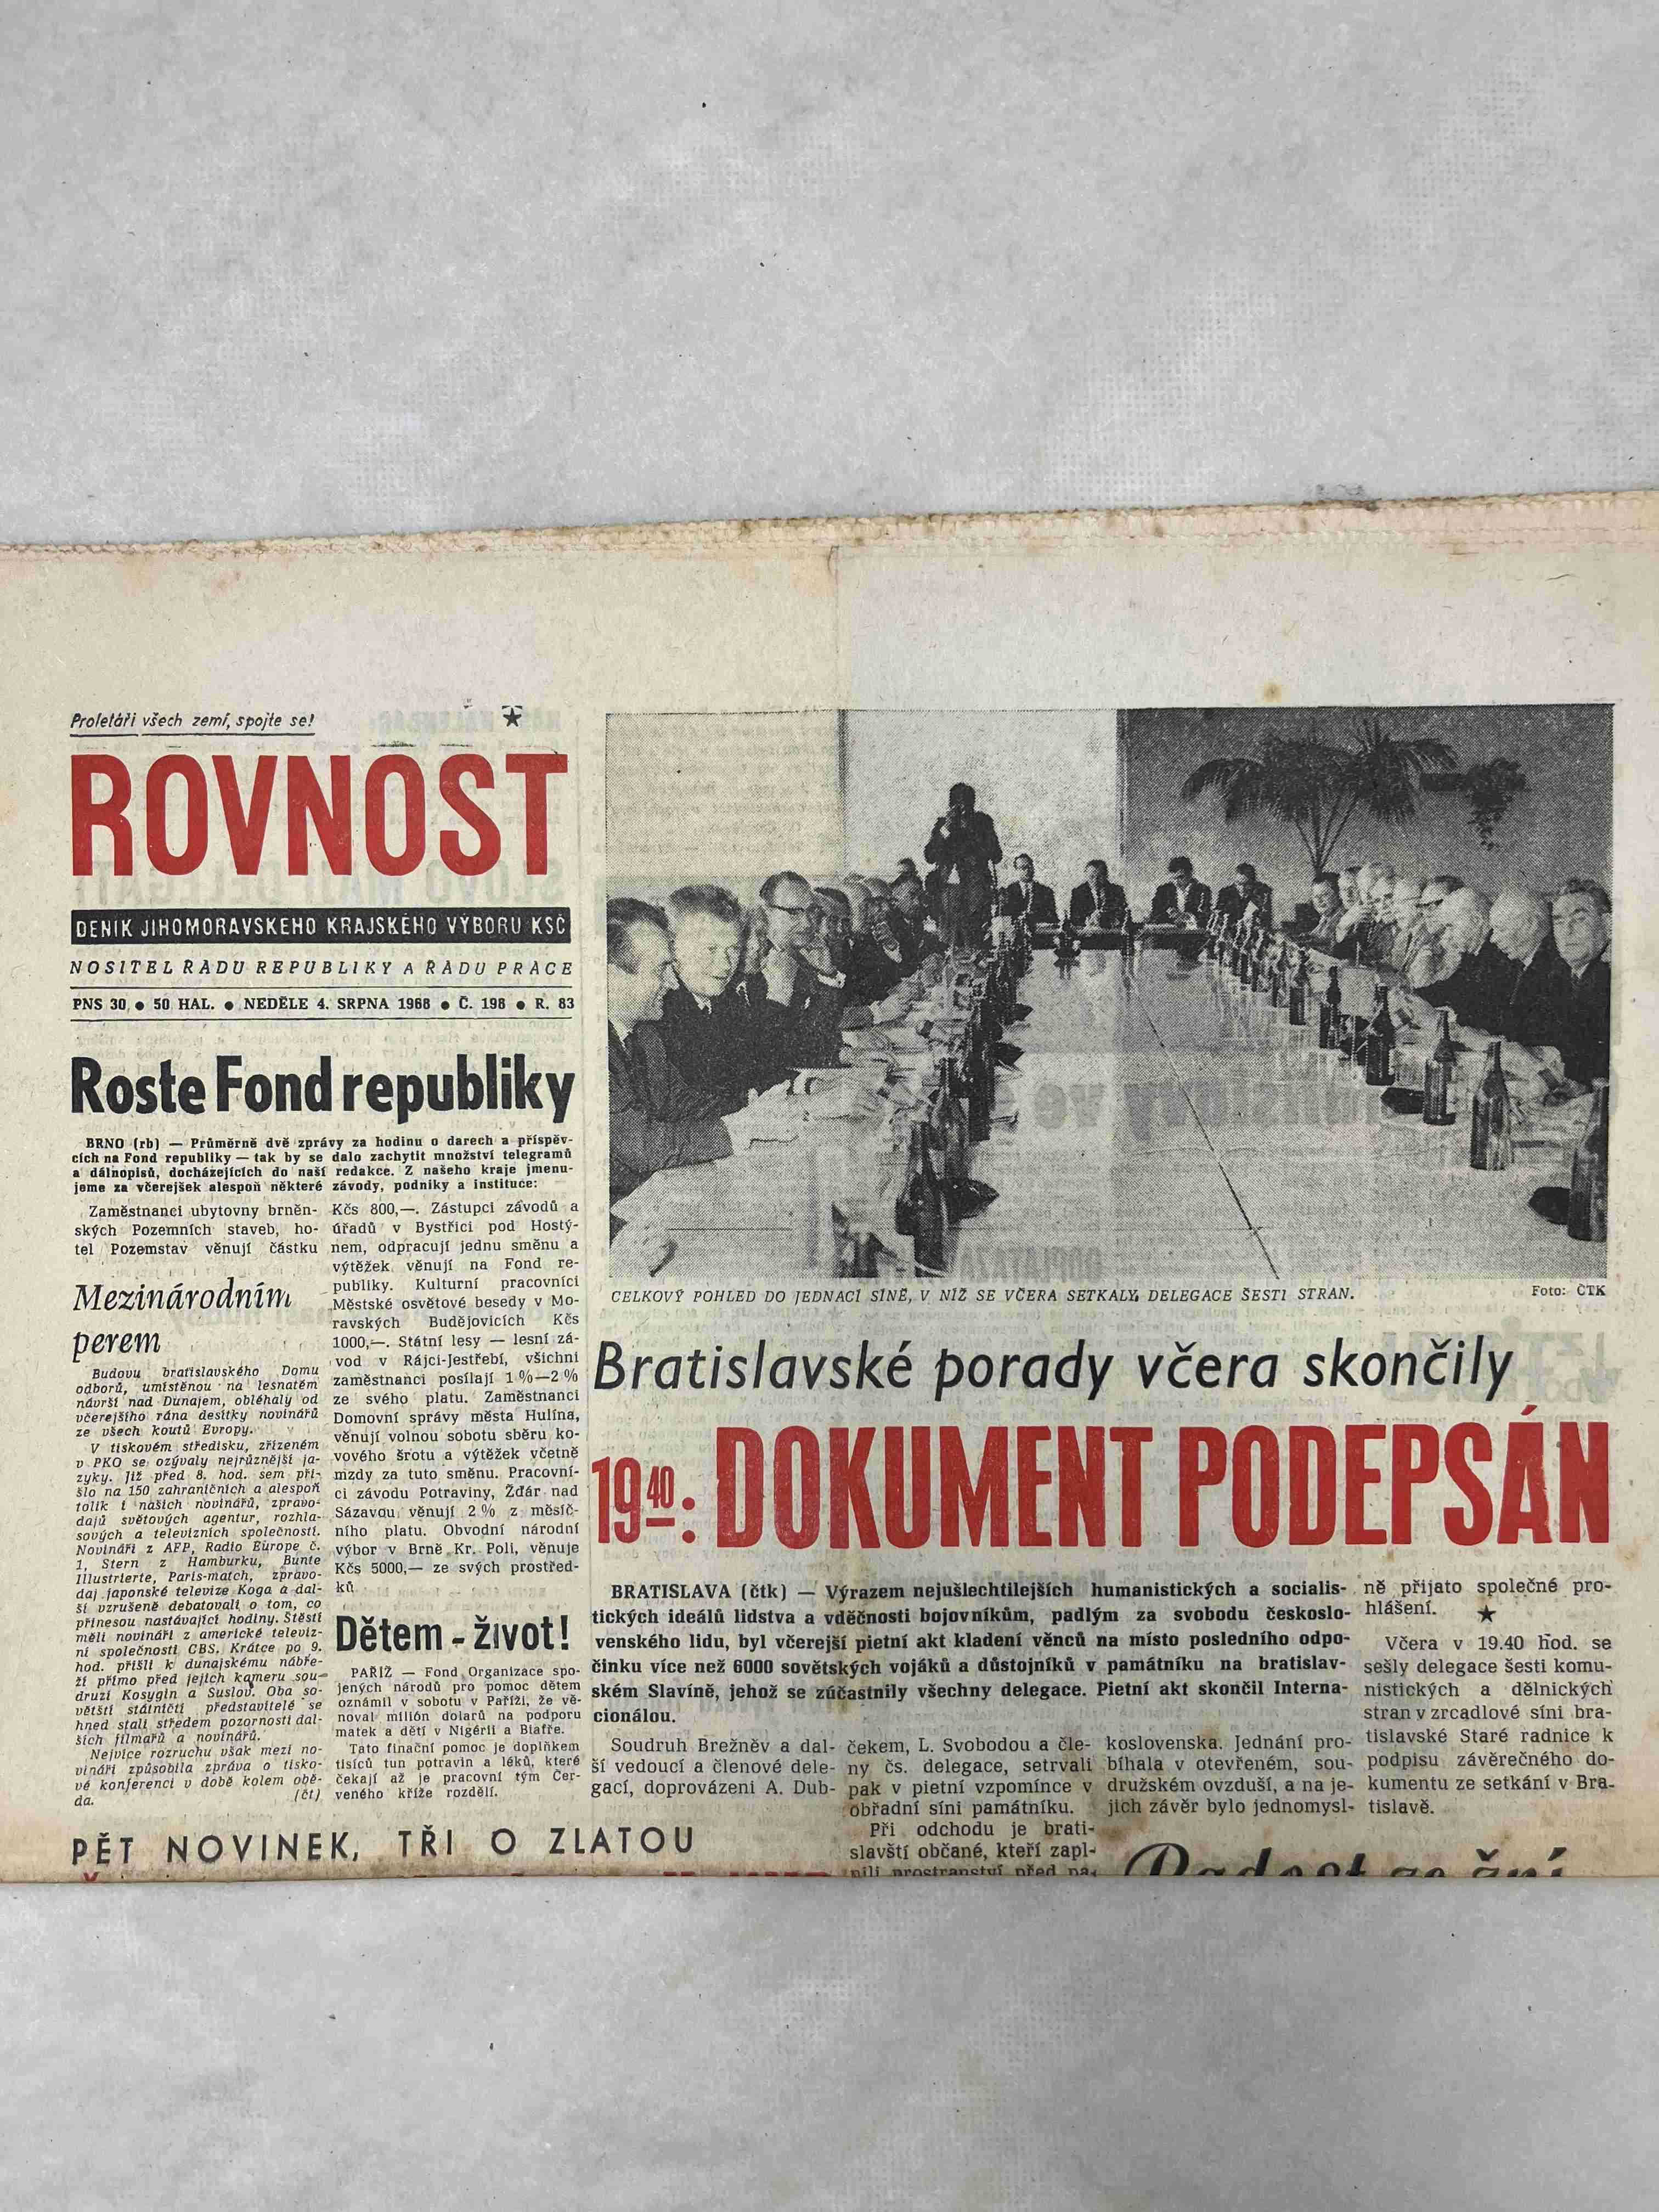 Proletáři všech zemí, spojte se!
ROVNOST
DENÍK JIHOMORAVSKÉHO KRAJSKÉHO VÝBORU KSČ
NOSITEL ŘÁDU REPUBLIKY A ŘÁDU PRÁCE
PNS 30 ● 50 HAL. ● NEDĚLE 4. SRPNA 1968 ● Č. 198 ● R. 83
Roste Fond republiky
BRNO (rb) — Průměrně dvě zprávy za hodinu o darech a příspěv-
cích na Fond republiky — tak by se dalo zachytit množství telegramů
a dálnopisů, docházejících do naší redakce. Z našeho kraje jmenu-
jeme za včerejšek alespoň některé závody, podniky a instituce:
Zaměstnanci ubytovny brněn-
ských Pozemních staveb, ho-
tel Pozemstav věnují částku
Kčs 800,—. Zástupci závodů a
úřadů v Bystřici pod Hostý-
nem, odpracují jednu směnu a
výtěžek věnují na Fond re-
publiky. Kulturní pracovníci
Městské osvětové besedy v Mo-
ravských Budějovicích Kčs
1000,—. Státní lesy — lesní zá-
vod v Rájci-Jestřebí, všichni
zaměstnanci posílají 1 %—2 %
ze svého platu. Zaměstnanci
Domovní správy města Hulína,
věnují volnou sobotu sběru ko-
vového šrotu a výtěžek včetně
mzdy za tuto směnu. Pracovní-
ci závodu Potraviny, Žďár nad
Sázavou věnují 2 % z měsíč-
ního platu. Obvodní národní
výbor v Brně Kr. Poli, věnuje
Kčs 5000,— ze svých prostřed-
ků
Mezinárodním
perem
Budovu bratislavského Domu
odborů, umístěnou na lesnatém
návrší nad Dunajem, obléhaly od
včerejšího rána desítky novinářů
ze všech koutů Evropy.
V tiskovém středisku, zřízeném
v PKO se ozývaly nejrůznější ja-
zyky. Již před 8. hod. sem při-
šlo na 150 zahraničních a alespoň
tolik i našich novinářů, zpravo-
dajů světových agentur, rozhla-
sových a televizních společností.
Novináři z AFP, Radio Europe č.
1, Stern z Hamburku, Bunte
Illustrierte, Paris-match, zpravo-
daj japonské televize Koga a dal-
ší vzrušeně debatovali o tom, co
přinesou nastávající hodiny. Štěstí
měli novináři z americké televiz-
ní společnosti CBS. Krátce po 9.
hod. přišli k dunajskému nábře-
ží přímo před jejich kameru sou-
druzi Kosygin a Suslov. Oba so-
větští státníci představitelé se
hned stali středem pozornosti dal-
ších filmařů a novinářů.
Nejvíce rozruchu však mezi no-
vináři způsobila zpráva o tisko-
vé konferenci v době kolem obě-
da. (čt)
Dětem - život!
PAŘÍŽ — Fond Organizace spo-
jených národů pro pomoc dětem
oznámil v sobotu v Paříži, že vě-
noval milión dolarů na podporu
matek a dětí v Nigérii a Biafře.
Tato finanční pomoc je doplňkem
tisíců tun potravin a léků, které
čekají až je pracovní tým Čer-
veného kříže rozdělí.
CELKOVÝ POHLED DO JEDNACÍ SÍNĚ, V NÍŽ SE VČERA SETKALY DELEGACE ŠESTI STRAN. Foto: ČTK
Bratislavské porady včera skončily
19⁴⁰: DOKUMENT PODEPSÁN
BRATISLAVA (čtk) — Výrazem nejušlechtilejších humanistických a socialis-
tických ideálů lidstva a vděčnosti bojovníkům, padlým za svobodu českoslo-
venského lidu, byl včerejší pietní akt kladení věnců na místo posledního odpo-
činku více než 6000 sovětských vojáků a důstojníků v památníku na bratislav-
ském Slavíně, jehož se zúčastnily všechny delegace. Pietní akt skončil Interna-
cionálou.
Soudruh Brežněv a dal-
ší vedoucí a členové dele-
gací, doprovázeni A. Dub-
čekem, L. Svobodou a čle-
ny čs. delegace, setrvali
pak v pietní vzpomínce v
obřadní síni památníku.
Při odchodu je brati-
slavští občané, kteří zapl-
nili prostranství před pa-
koslovenska. Jednání pro-
bíhala v otevřeném, sou-
družském ovzduší, a na je-
jich závěr bylo jednomysl-
ně přijato společné pro-
hlášení.
★
Včera v 19.40 hod. se
sešly delegace šesti komu-
nistických a dělnických
stran v zrcadlové síni bra-
tislavské Staré radnice k
podpisu závěrečného do-
kumentu ze setkání v Bra-
tislavě.
PĚT NOVINEK, TŘI O ZLATOU
Radost ze žní